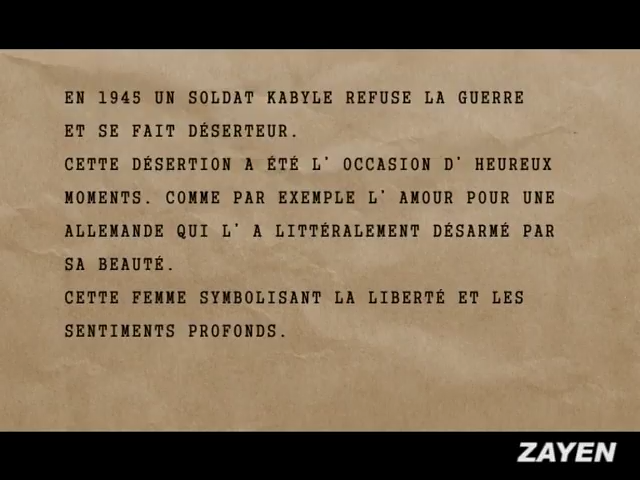 EN 1945 UN SOLDAT KABYLE REFUSE LA GUERRE
ET SE FAIT DÉSERTEUR.
CETTE DÉSERTION A ÉTÉ L' OCCASION D' HEUREUX
MOMENTS. COMME PAR EXEMPLE L' AMOUR POUR UNE
ALLEMANDE QUI L' A LITTÉRALEMENT DÉSARMÉ PAR
SA BEAUTÉ.
CETTE FEMME SYMBOLISANT LA LIBERTÉ ET LES
SENTIMENTS PROFONDS.
ZAYEN